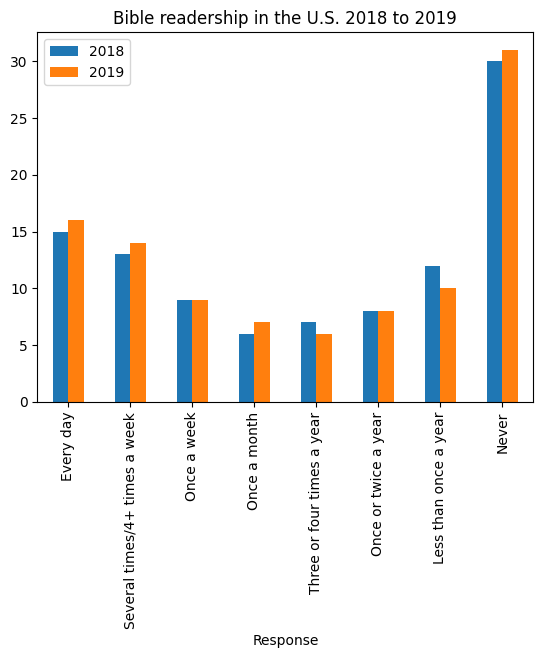 Bible readership in the U.S. 2018 to 2019
2018
2019
30
25
20
15
10
5
0
Every day
Several times/4+ times a week
Once a week
Once a month
Three or four times a year
Once or twice a year
Less than once a year
Never
Response